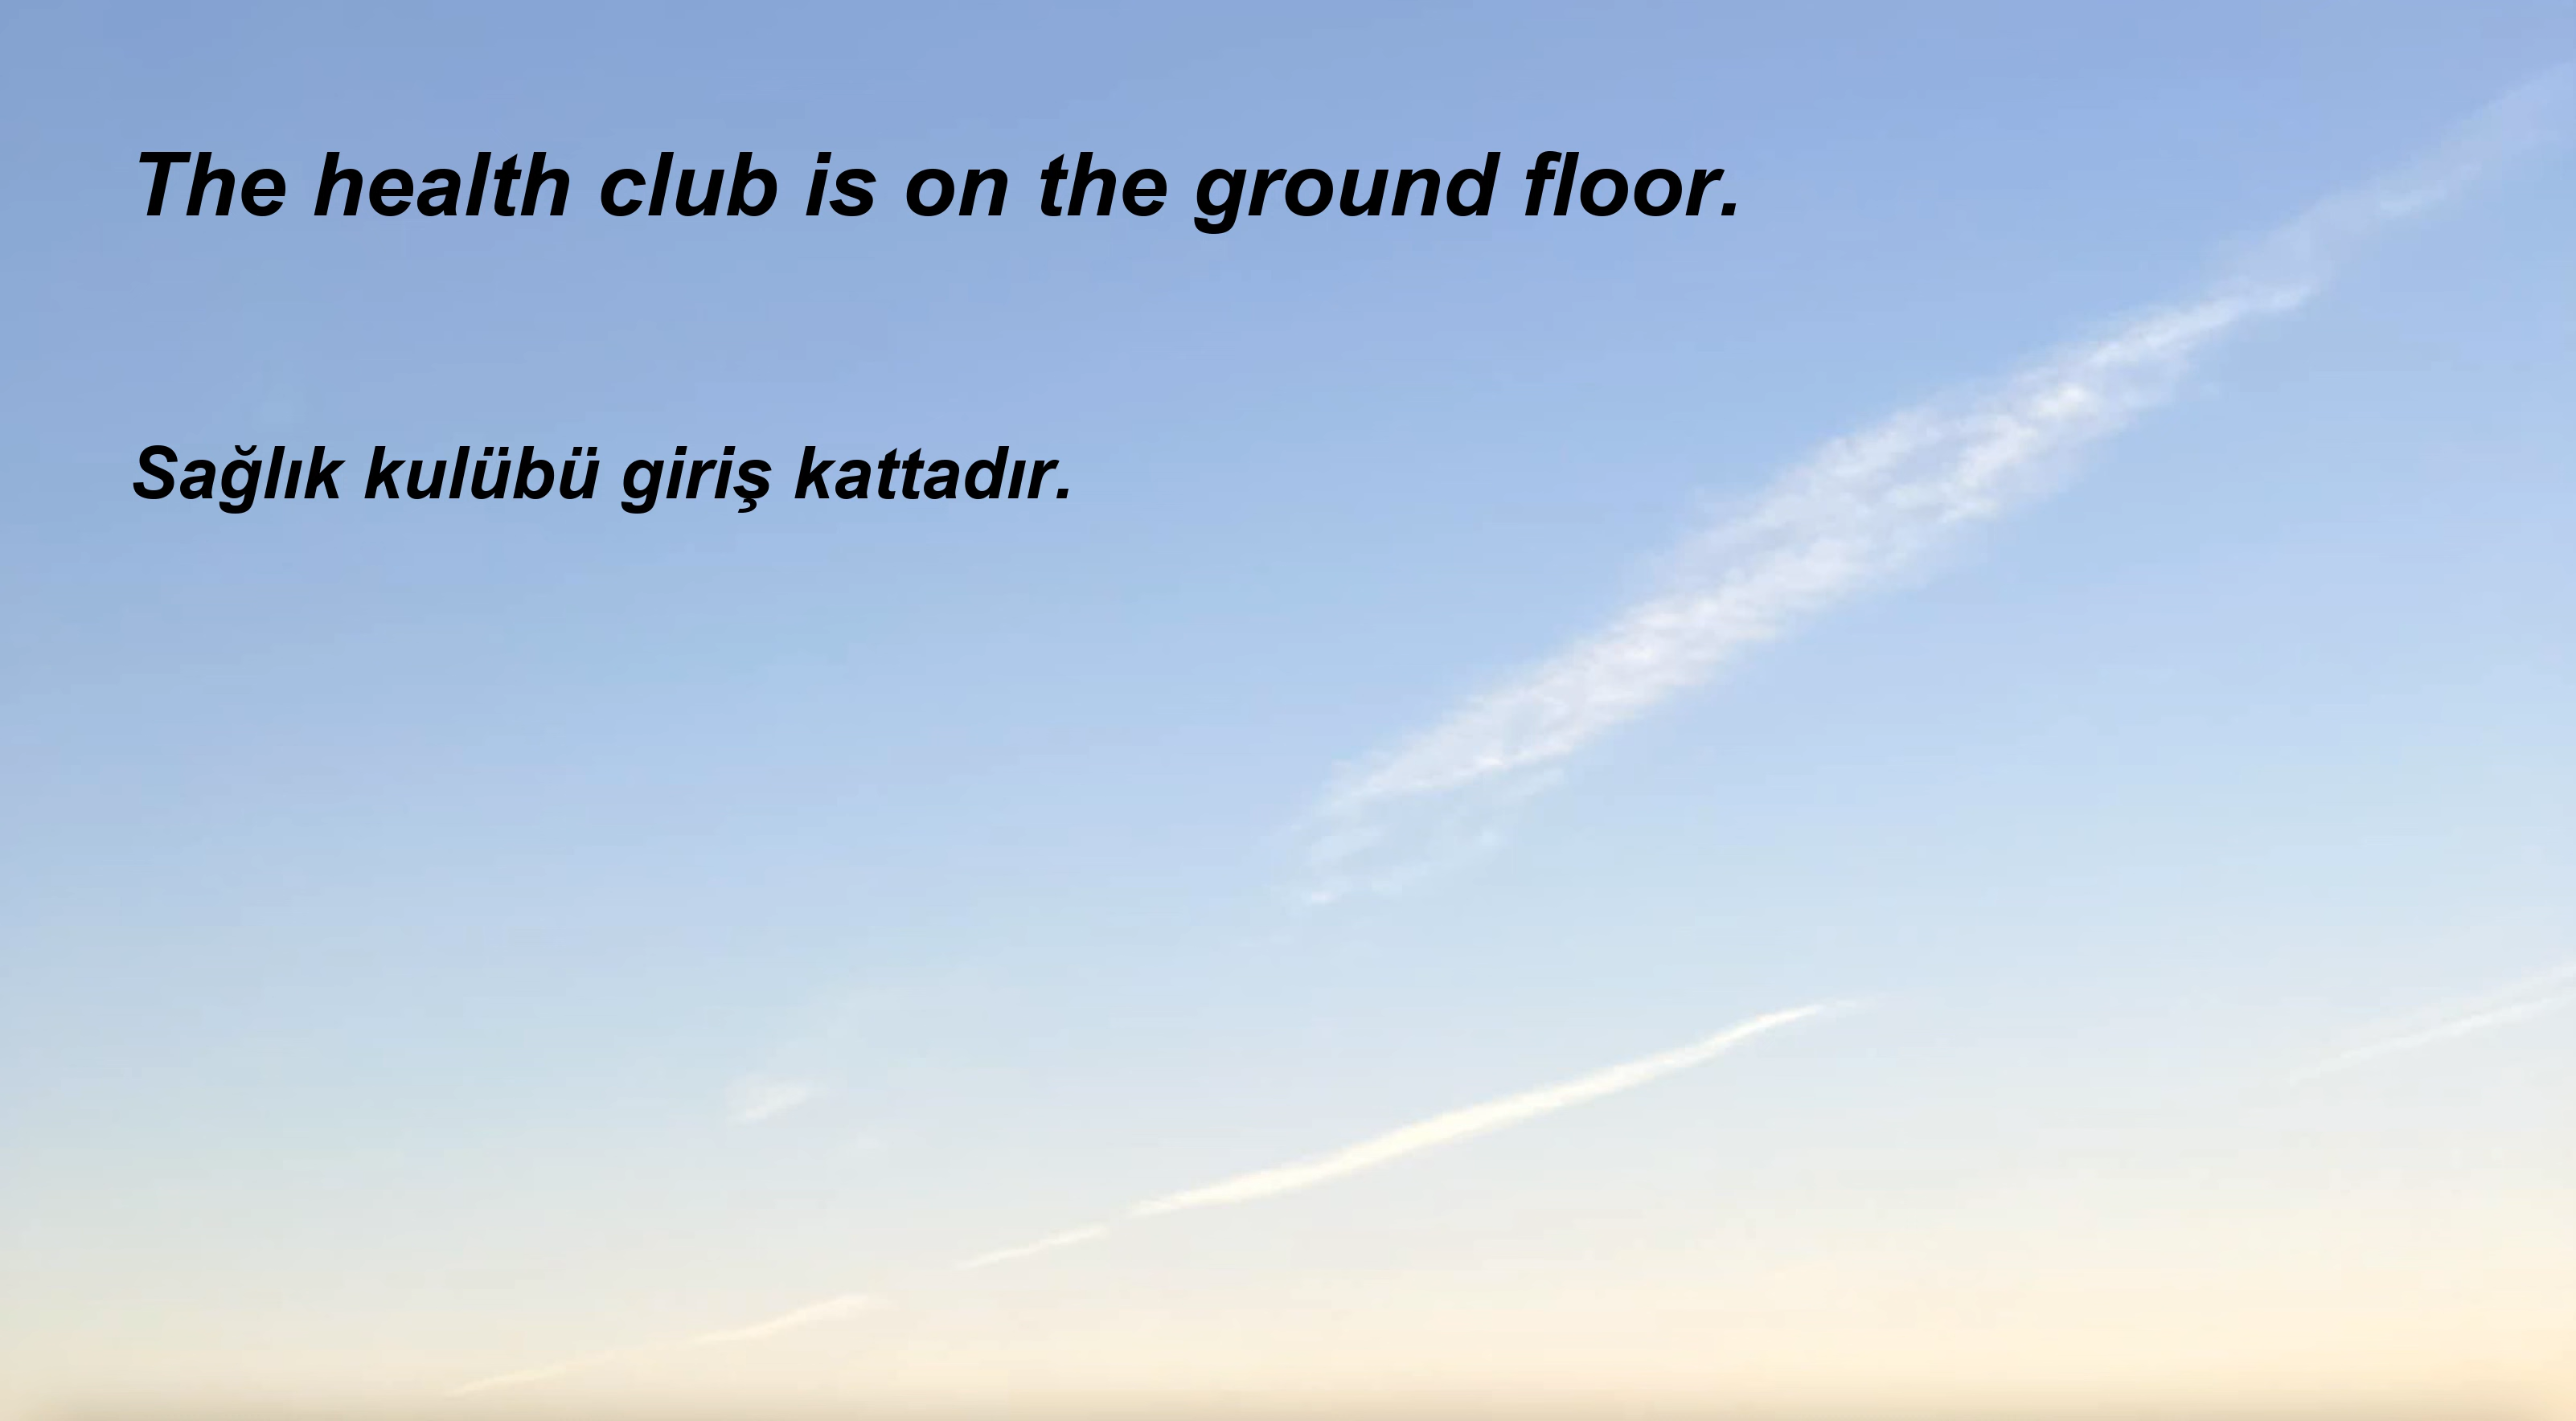 The health club is on the ground floor.
Sağlık kulübü giriş kattadır.